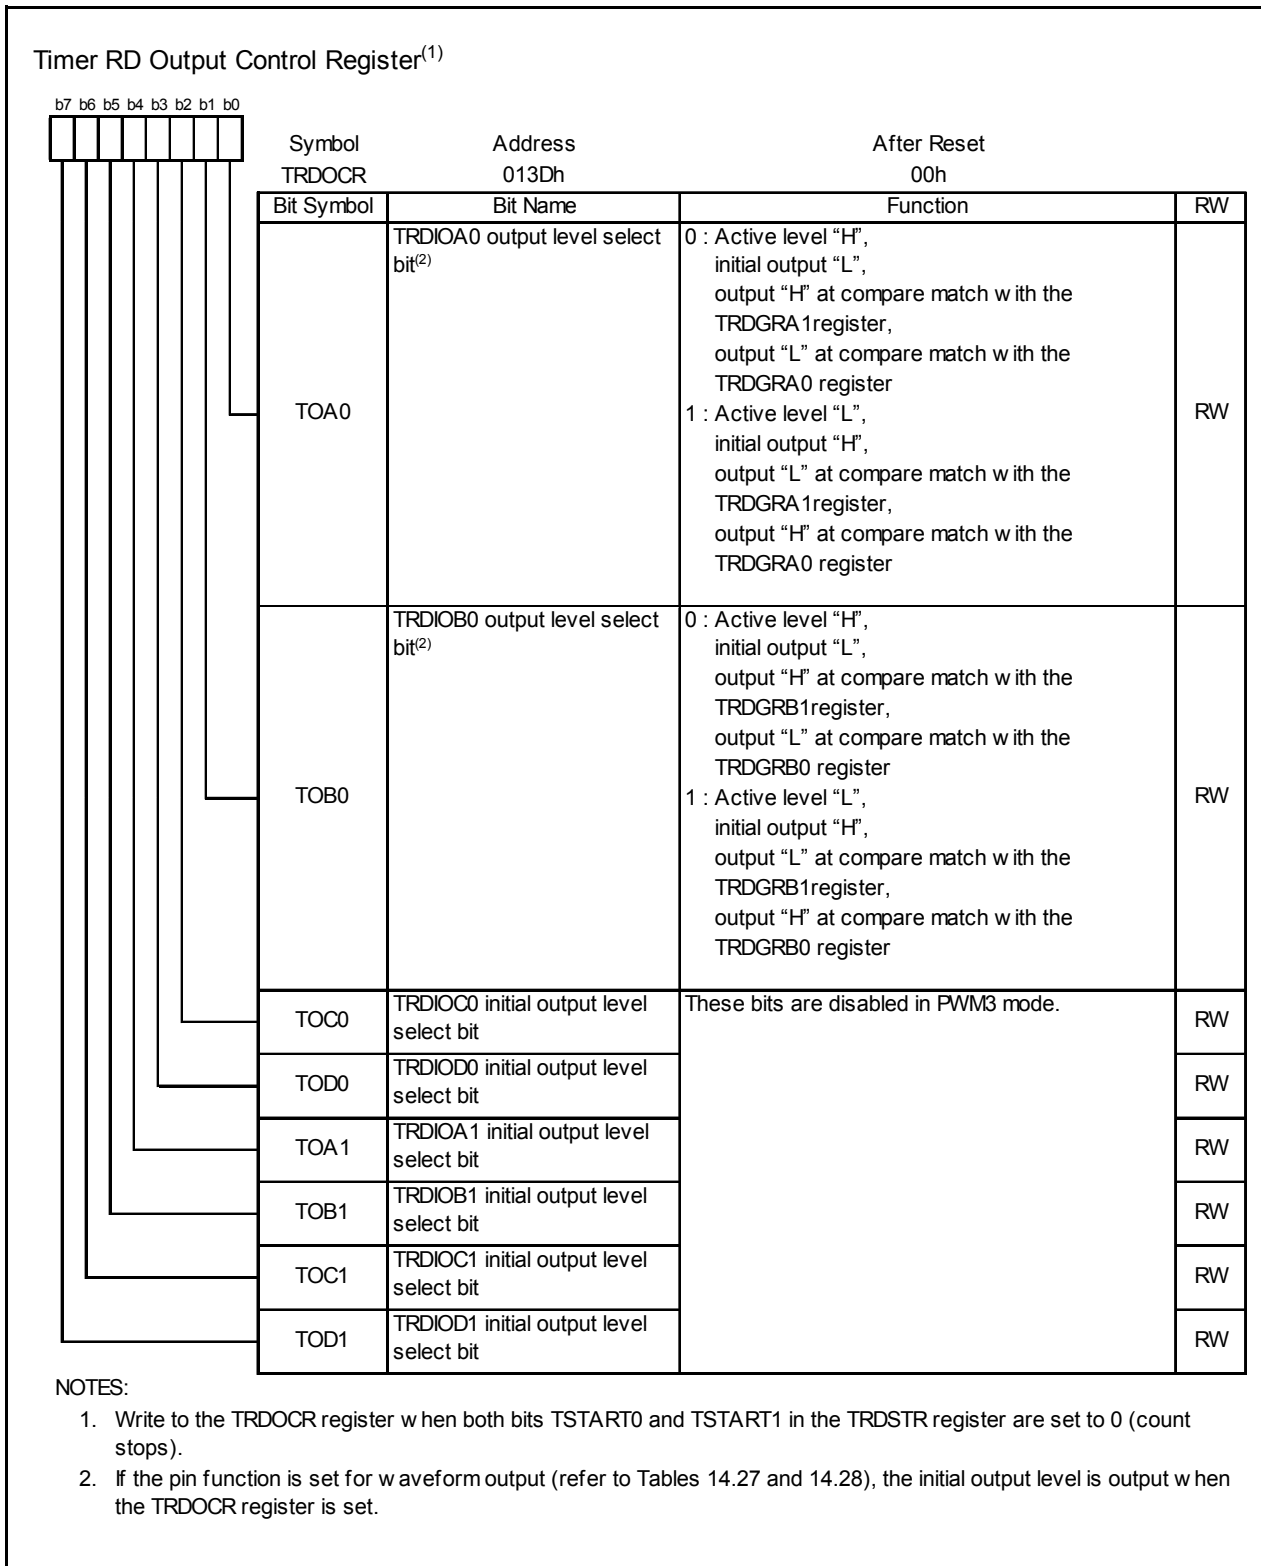 Timer RD Output Control Register(1)
b7 b6 b5 b4 b3 b2 b1 b0
Symbol Address After Reset
TRDOCR 013Dh 00h
Bit Symbol Bit Name Function RW
TOA0
TRDIOA0 output level select
bit(2)
0 : Active level “H”,
initial output “L”,
output “H” at compare match with the
TRDGRA1register,
output “L” at compare match with the
TRDGRA0 register
1 : Active level “L”,
initial output “H”,
output “L” at compare match with the
TRDGRA1register,
output “H” at compare match with the
TRDGRA0 register
RW
TOB0
TRDIOB0 output level select
bit(2)
0 : Active level “H”,
initial output “L”,
output “H” at compare match with the
TRDGRB1register,
output “L” at compare match with the
TRDGRB0 register
1 : Active level “L”,
initial output “H”,
output “L” at compare match with the
TRDGRB1register,
output “H” at compare match with the
TRDGRB0 register
RW
TOC0
TRDIOC0 initial output level
select bit
These bits are disabled in PWM3 mode.
RW
TOD0
TRDIOD0 initial output level
select bit
RW
TOA1
TRDIOA1 initial output level
select bit
RW
TOB1
TRDIOB1 initial output level
select bit
RW
TOC1
TRDIOC1 initial output level
select bit
RW
TOD1
TRDIOD1 initial output level
select bit
RW
NOTES:
1. Write to the TRDOCR register when both bits TSTART0 and TSTART1 in the TRDSTR register are set to 0 (count
stops).
2. If the pin function is set for waveform output (refer to Tables 14.27 and 14.28), the initial output level is output when
the TRDOCR register is set.